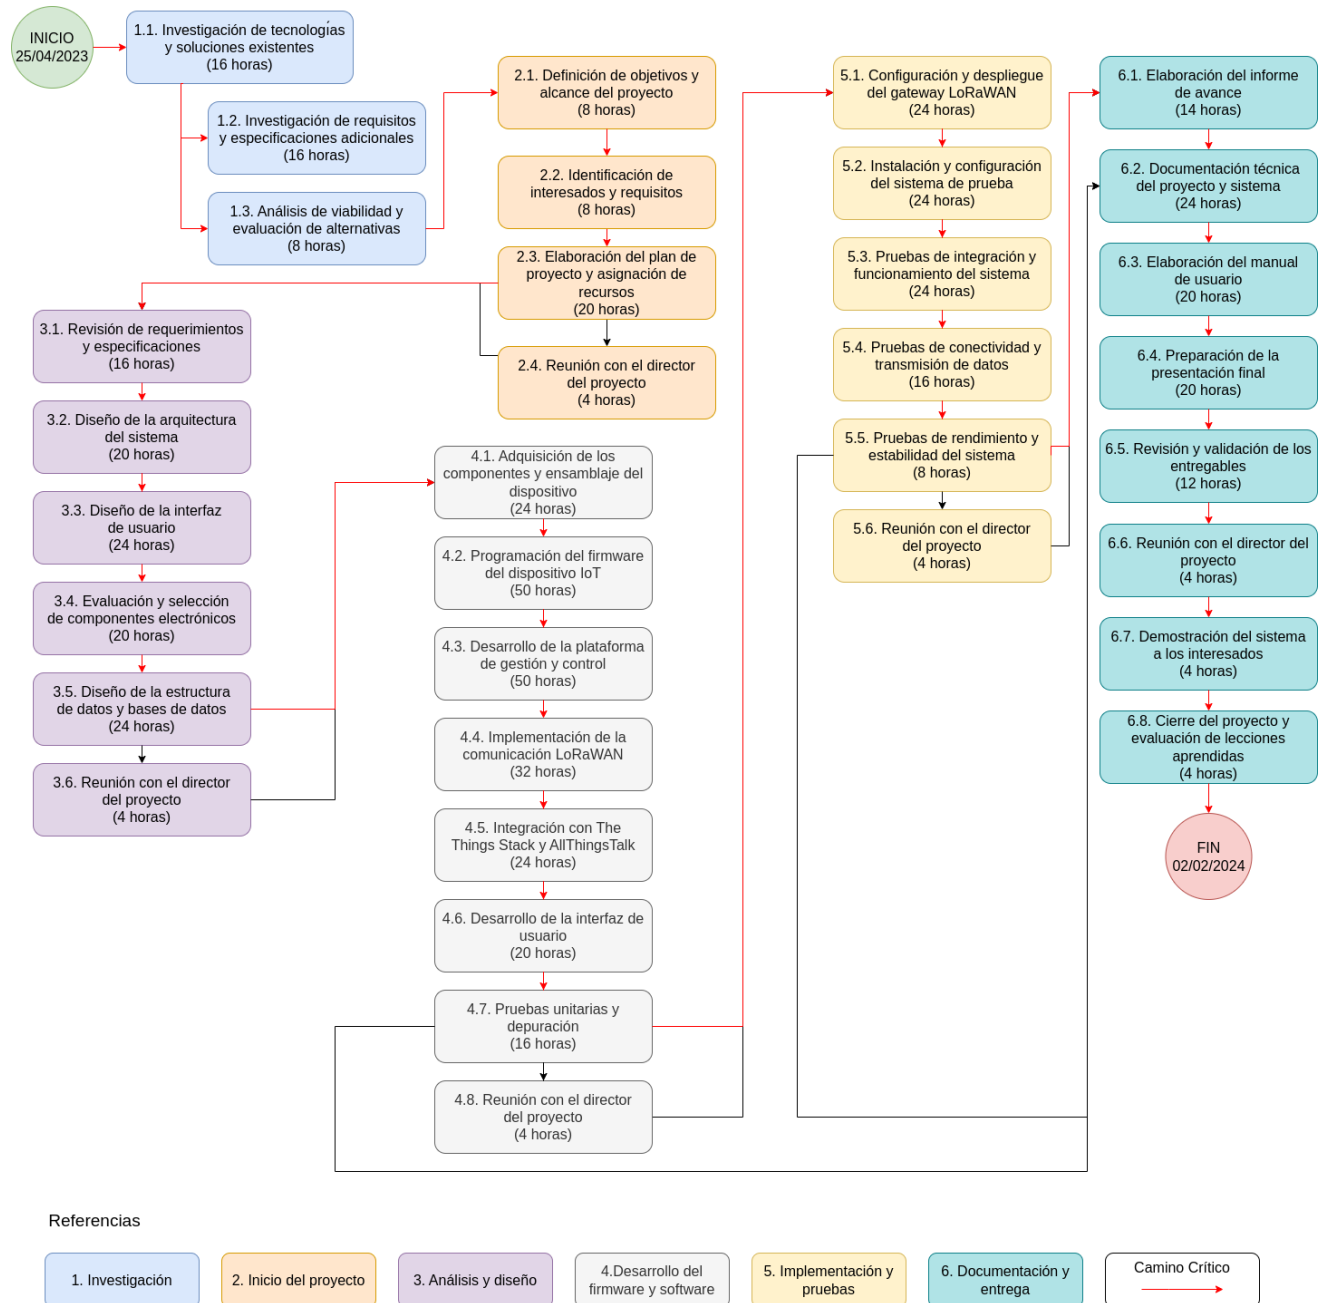 INICIO
25/04/2023
1.1. Investigación de tecnologías
y soluciones existentes
(16 horas)
1.2. Investigación de requisitos
y especificaciones adicionales
(16 horas)
1.3. Análisis de viabilidad y
evaluación de alternativas
(8 horas)
2.1. Definición de objetivos y
alcance del proyecto
(8 horas)
2.2. Identificación de
interesados y requisitos
(8 horas)
2.3. Elaboración del plan de
proyecto y asignación de
recursos
(20 horas)
2.4. Reunión con el director
del proyecto
(4 horas)
3.1. Revisión de requerimientos
y especificaciones
(16 horas)
3.2. Diseño de la arquitectura
del sistema
(20 horas)
3.3. Diseño de la interfaz
de usuario
(24 horas)
3.4. Evaluación y selección
de componentes electrónicos
(20 horas)
3.5. Diseño de la estructura
de datos y bases de datos
(24 horas)
3.6. Reunión con el director
del proyecto
(4 horas)
4.1. Adquisición de los
componentes y ensamblaje del
dispositivo
(24 horas)
4.2. Programación del firmware
del dispositivo IoT
(50 horas)
4.3. Desarrollo de la plataforma
de gestión y control
(50 horas)
4.4. Implementación de la
comunicación LoRaWAN
(32 horas)
4.5. Integración con The
Things Stack y AllThingsTalk
(24 horas)
4.6. Desarrollo de la interfaz de
usuario
(20 horas)
4.7. Pruebas unitarias y
depuración
(16 horas)
4.8. Reunión con el director
del proyecto
(4 horas)
5.1. Configuración y despliegue
del gateway LoRaWAN
(24 horas)
5.2. Instalación y configuración
del sistema de prueba
(24 horas)
5.3. Pruebas de integración y
funcionamiento del sistema
(24 horas)
5.4. Pruebas de conectividad y
transmisión de datos
(16 horas)
5.5. Pruebas de rendimiento y
estabilidad del sistema
(8 horas)
5.6. Reunión con el director
del proyecto
(4 horas)
6.1. Elaboración del informe
de avance
(14 horas)
6.2. Documentación técnica
del proyecto y sistema
(24 horas)
6.3. Elaboración del manual
de usuario
(20 horas)
6.4. Preparación de la
presentación final
(20 horas)
6.5. Revisión y validación de los
entregables
(12 horas)
6.6. Reunión con el director del
proyecto
(4 horas)
6.7. Demostración del sistema
a los interesados
(4 horas)
6.8. Cierre del proyecto y
evaluación de lecciones
aprendidas
(4 horas)
FIN
02/02/2024
Referencias
1. Investigación
2. Inicio del proyecto
3. Análisis y diseño
4.Desarrollo del
firmware y software
5. Implementación y
pruebas
6. Documentación y
entrega
Camino Crítico